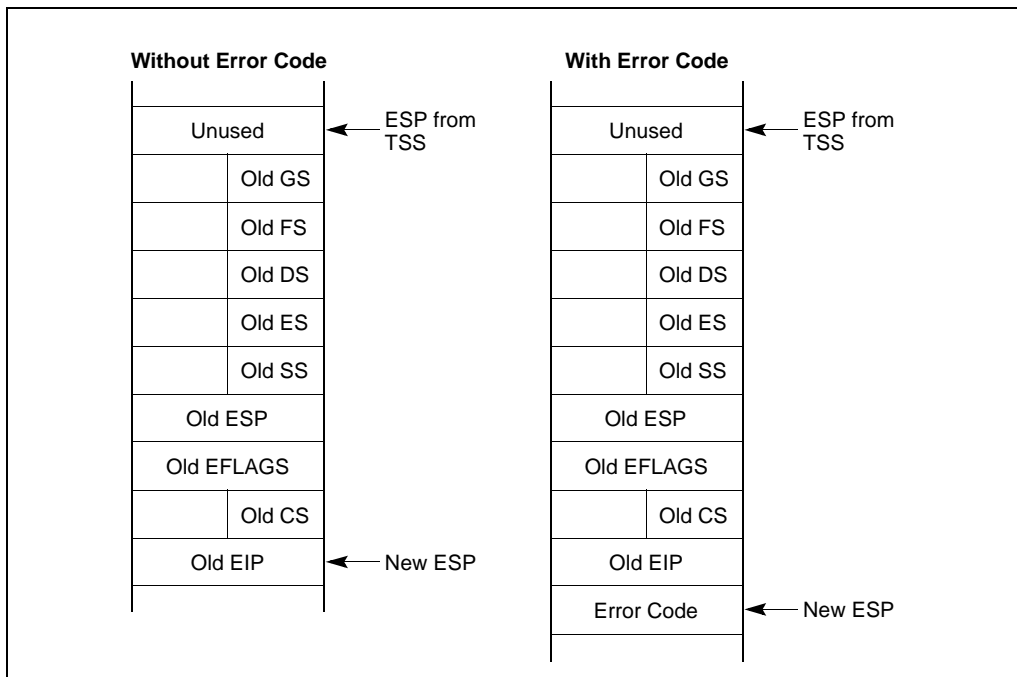 Without Error Code
Unused
ESP from
TSS
Old GS
Old FS
Old DS
Old ES
Old SS
Old ESP
Old EFLAGS
Old CS
Old EIP
New ESP
With Error Code
Unused
ESP from
TSS
Old GS
Old FS
Old DS
Old ES
Old SS
Old ESP
Old EFLAGS
Old CS
Old EIP
Error Code
New ESP